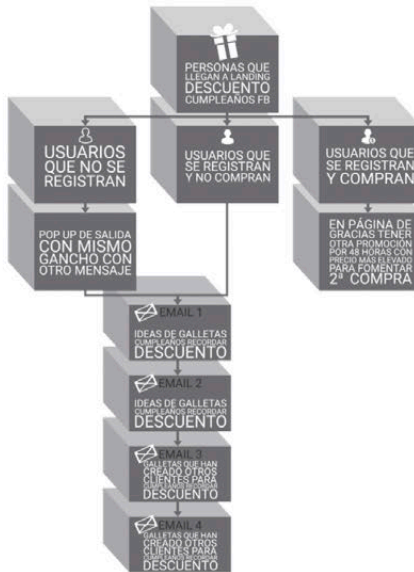 PERSONAS QUE
LLEGAN A LANDING
DESCUENTO
CUMPLEAÑOS FB
USUARIOS
QUE NO SE
REGISTRAN
USUARIOS QUE
SE REGISTRAN
Y NO COMPRAN
USUARIOS QUE
SE REGISTRAN
Y COMPRAN
POP UP DE SALIDA
CON MISMO
GANCHO CON
OTRO MENSAJE
EN PÁGINA DE
GRACIAS TENER
OTRA PROMOCIÓN
POR 48 HORAS CON
PRECIO MÁS ELEVADO
PARA FOMENTAR
2ª COMPRA
EMAIL 1
IDEAS DE GALLETAS
CUMPLEAÑOS RECORDAR
DESCUENTO
EMAIL 2
IDEAS DE GALLETAS
CUMPLEAÑOS RECORDAR
DESCUENTO
EMAIL 3
GALLETAS QUE HAN
CREADO OTROS
CLIENTES PARA
CUMPLEAÑOS RECORDAR
DESCUENTO
EMAIL 4
GALLETAS QUE HAN
CREADO OTROS
CLIENTES PARA
CUMPLEAÑOS RECORDAR
DESCUENTO